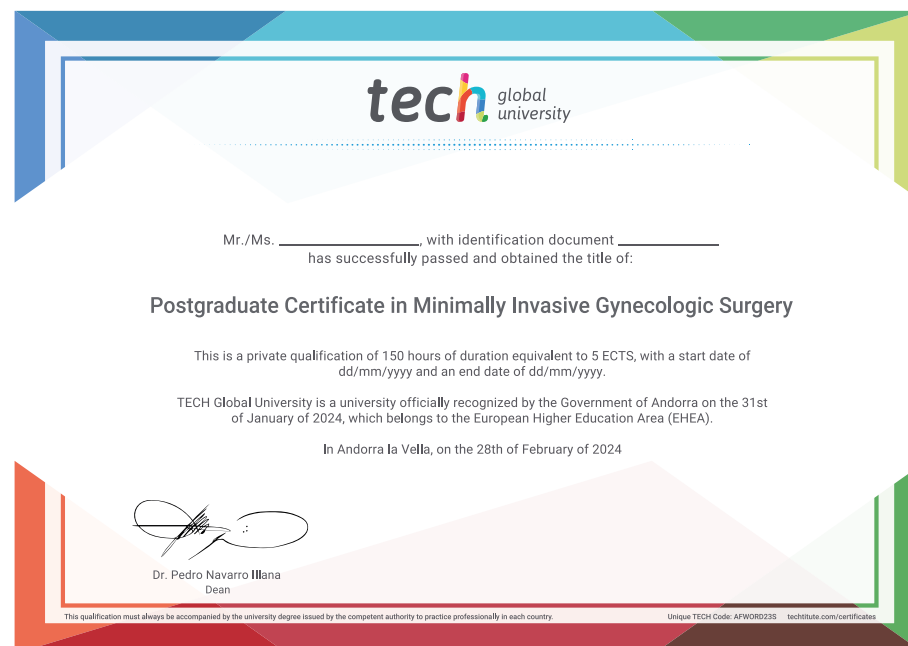 tech global
university
Mr./Ms. ____________________, with identification document ______________
has successfully passed and obtained the title of:
Postgraduate Certificate in Minimally Invasive Gynecologic Surgery
This is a private qualification of 150 hours of duration equivalent to 5 ECTS, with a start date of
dd/mm/yyyy and an end date of dd/mm/yyyy.
TECH Global University is a university officially recognized by the Government of Andorra on the 31st
of January of 2024, which belongs to the European Higher Education Area (EHEA).
In Andorra la Vella, on the 28th of February of 2024
Dr. Pedro Navarro Illana
Dean
This qualification must always be accompanied by the university degree issued by the competent authority to practice professionally in each country. Unique TECH Code: AFWORD23S techtitute.com/certificates